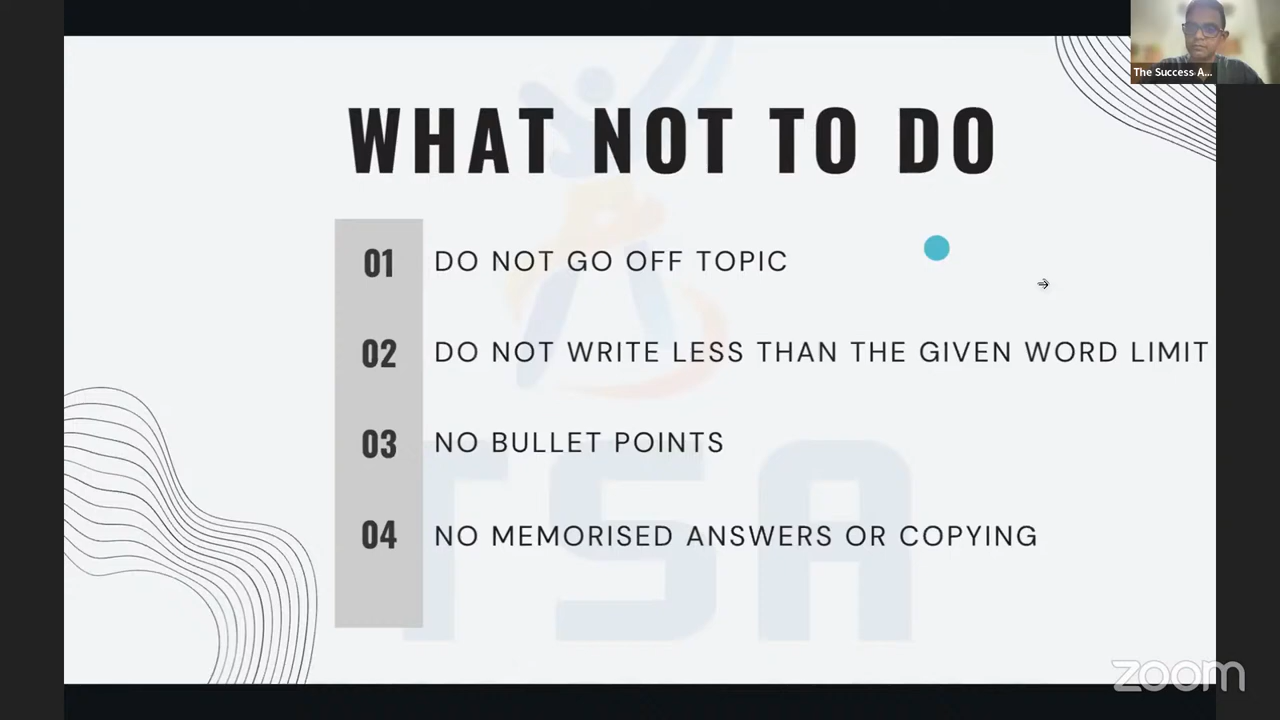 The Success A...
WHAT NOT TO DO
01 DO NOT GO OFF TOPIC
02 DO NOT WRITE LESS THAN THE GIVEN WORD LIMIT
03 NO BULLET POINTS
04 NO MEMORISED ANSWERS OR COPYING
TSA
zoom